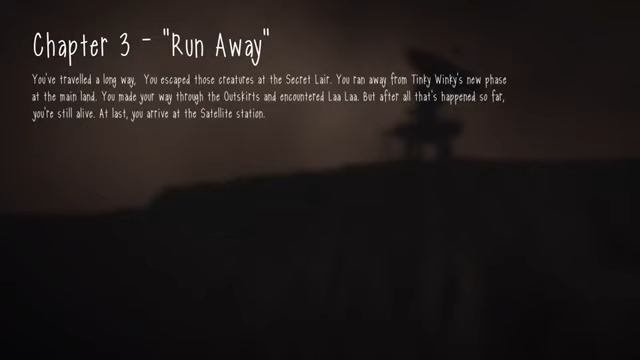 Chapter 3 - "Run Away"
You've travelled a long way,  You escaped those creatures at the Secret Lair. You ran away from Tinky Winky's new phase
at the main land. You made your way through the Outskirts and encountered Laa Laa. But after all that's happened so far,
you're still alive. At last, you arrive at the Satellite station.